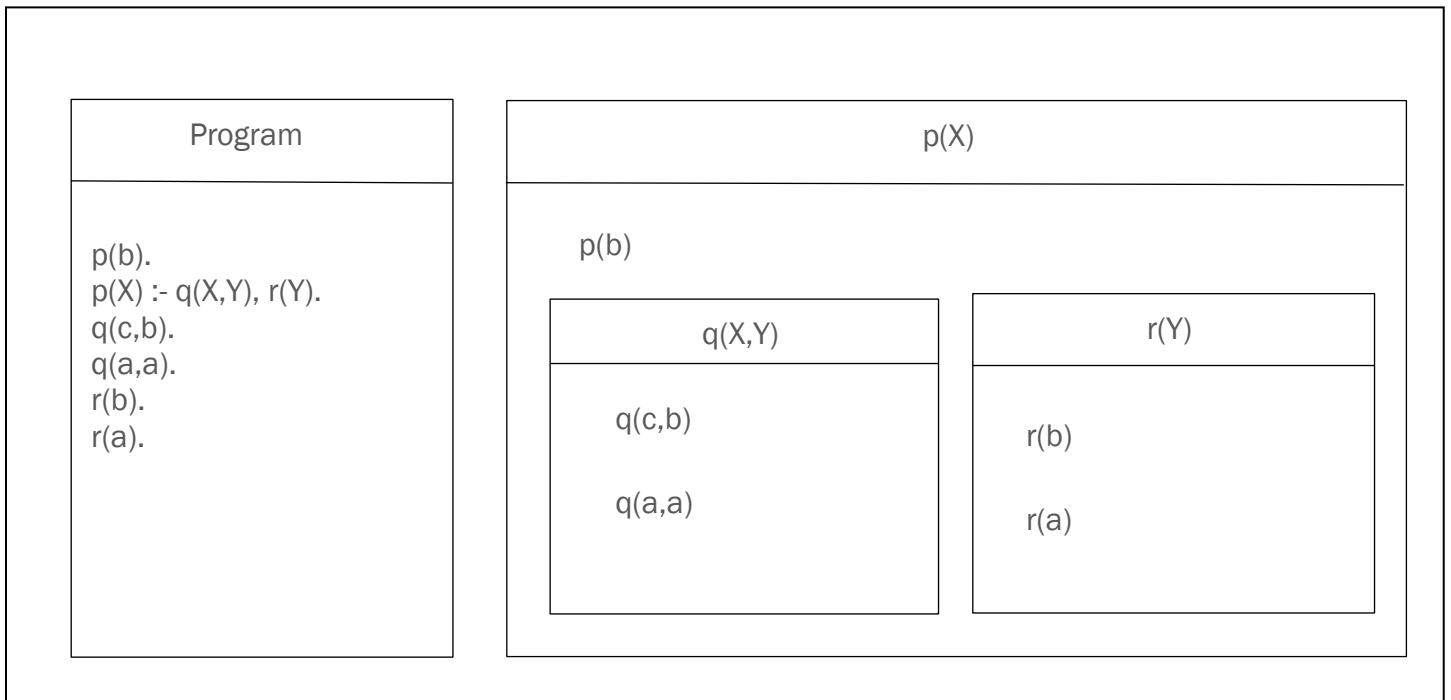 Program
p(b).
p(X) :- q(X,Y), r(Y).
q(c,b).
q(a,a).
r(b).
r(a).
p(X)
p(b)
q(X,Y)
q(c,b)
q(a,a)
r(Y)
r(b)
r(a)